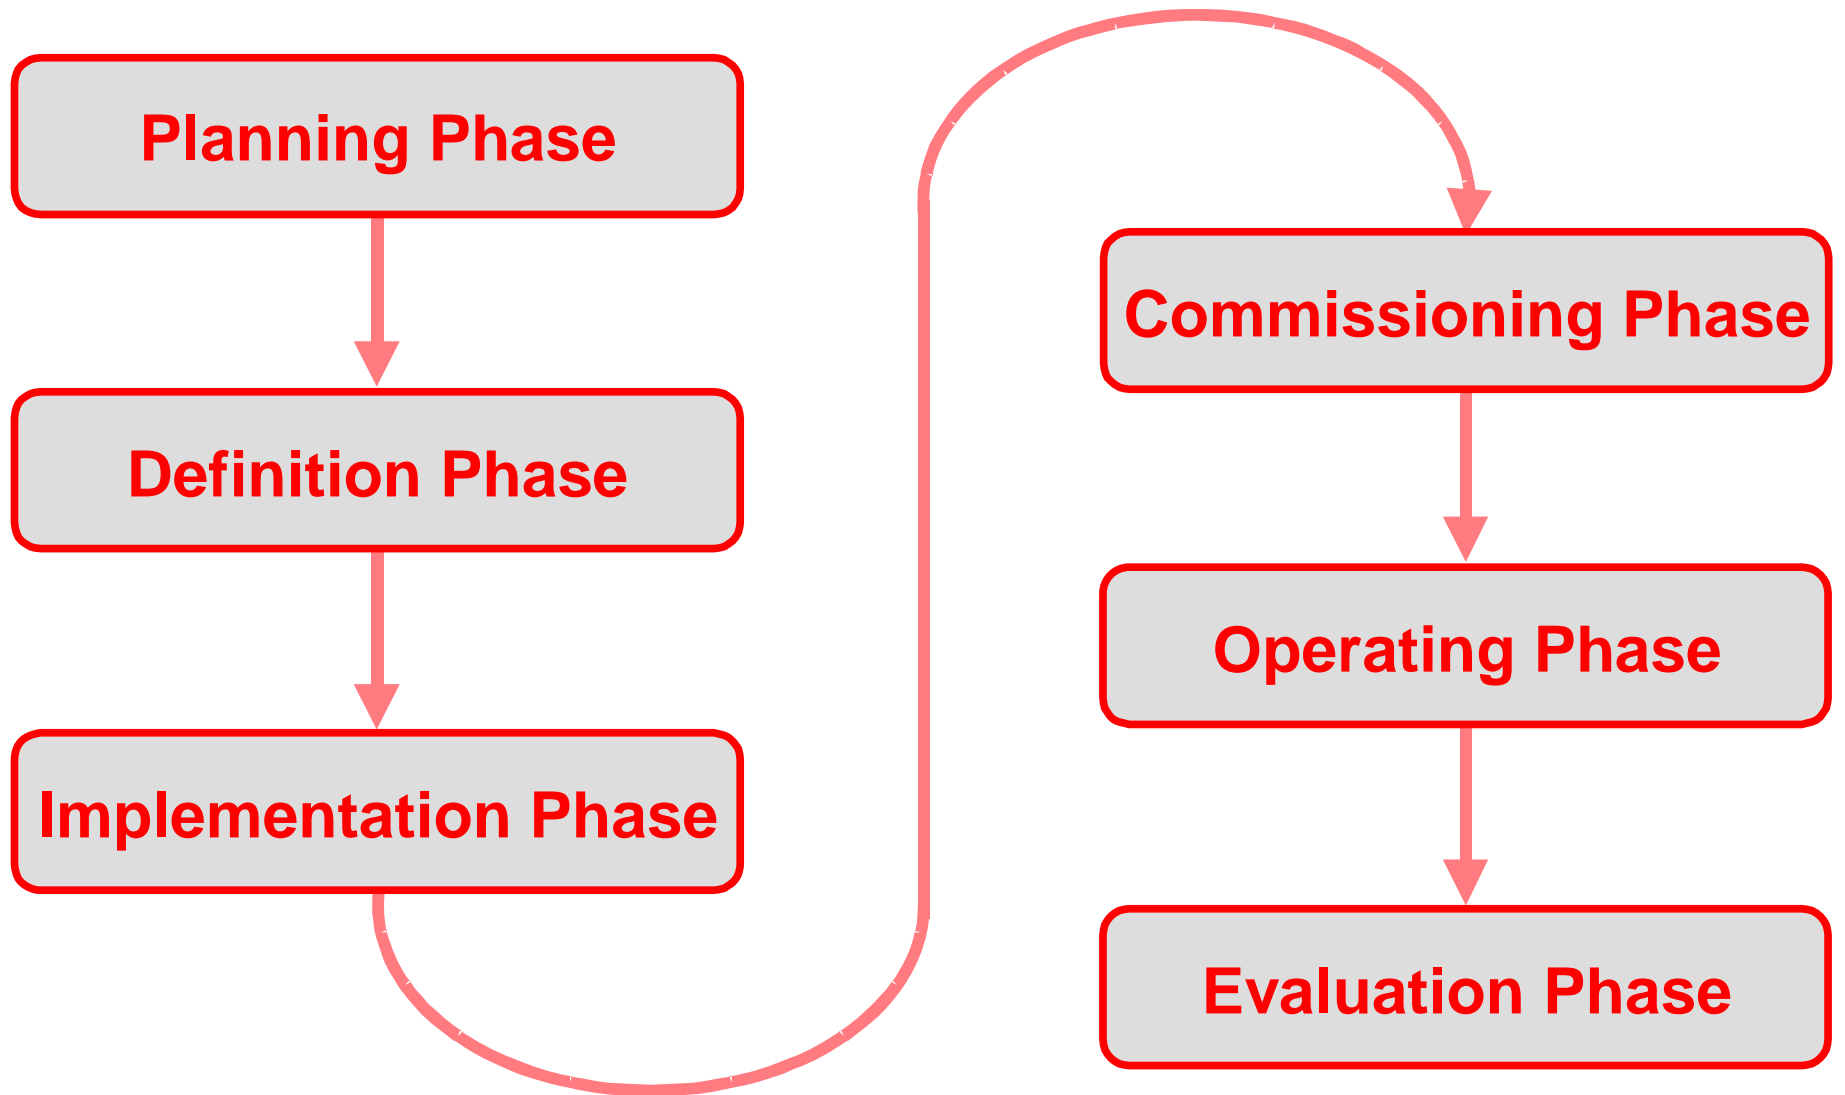 Planning Phase
Definition Phase
Implementation Phase
Commissioning Phase
Operating Phase
Evaluation Phase